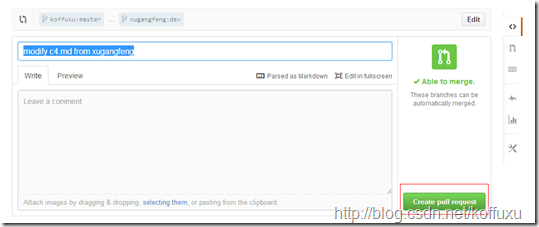 koffuxu:master ... xugangfeng:dev Edit
modify c4 md from xugangfeng
Write Preview Parsed as Markdown Edit in fullscreen
Leave a comment
Attach images by dragging & dropping, selecting them, or pasting from the clipboard.
✔ Able to merge.
These branches can be
automatically merged.
Create pull request
http://blog.csdn.net/koffuxu